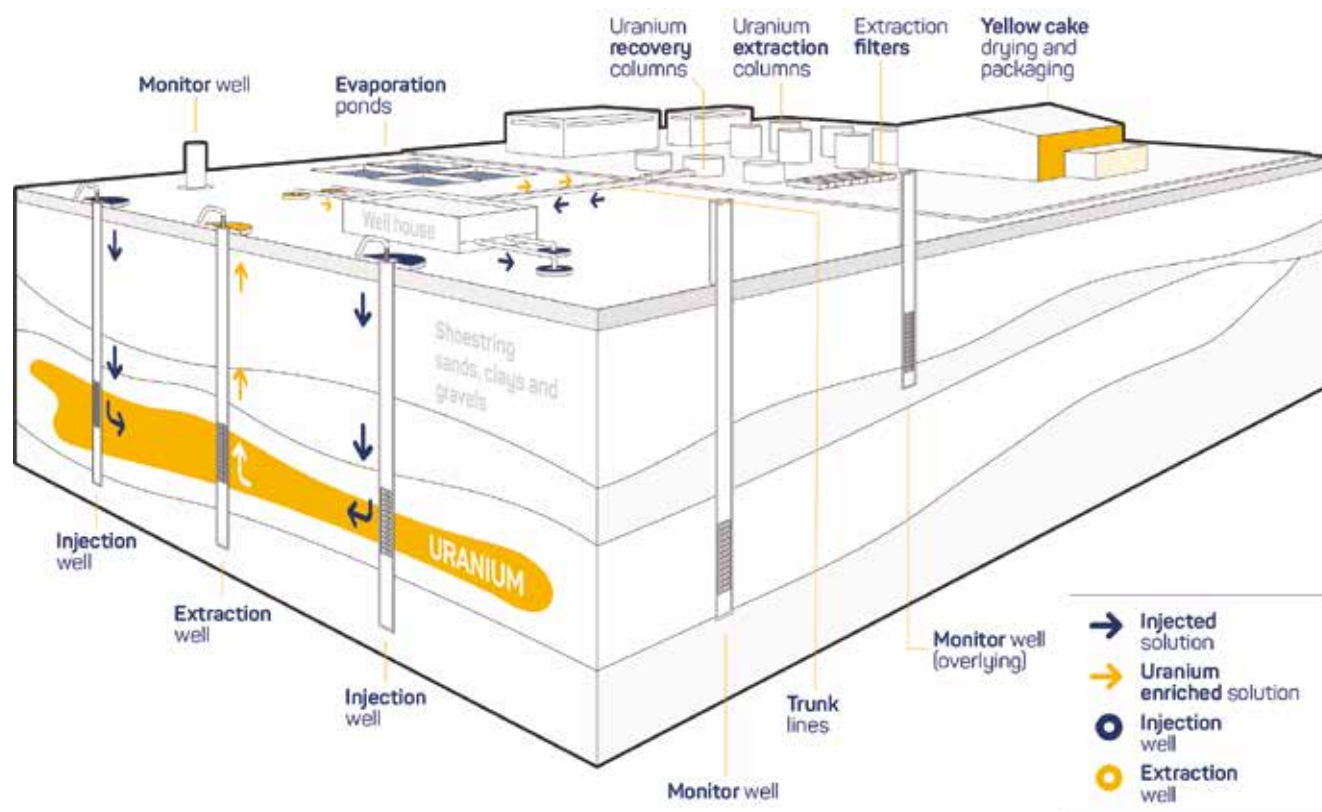 Uranium
recovery
columns
Uranium
extraction
columns
Extraction
filters
Yellow cake
drying and
packaging
Monitor well
Evaporation
ponds
Well house
Shoestring
sands, clays and
gravels
URANIUM
Injection
well
Extraction
well
Injection
well
Monitor well
Trunk
lines
Monitor well
(overlying)
Injected
solution
Uranium
enriched solution
Injection
well
Extraction
well